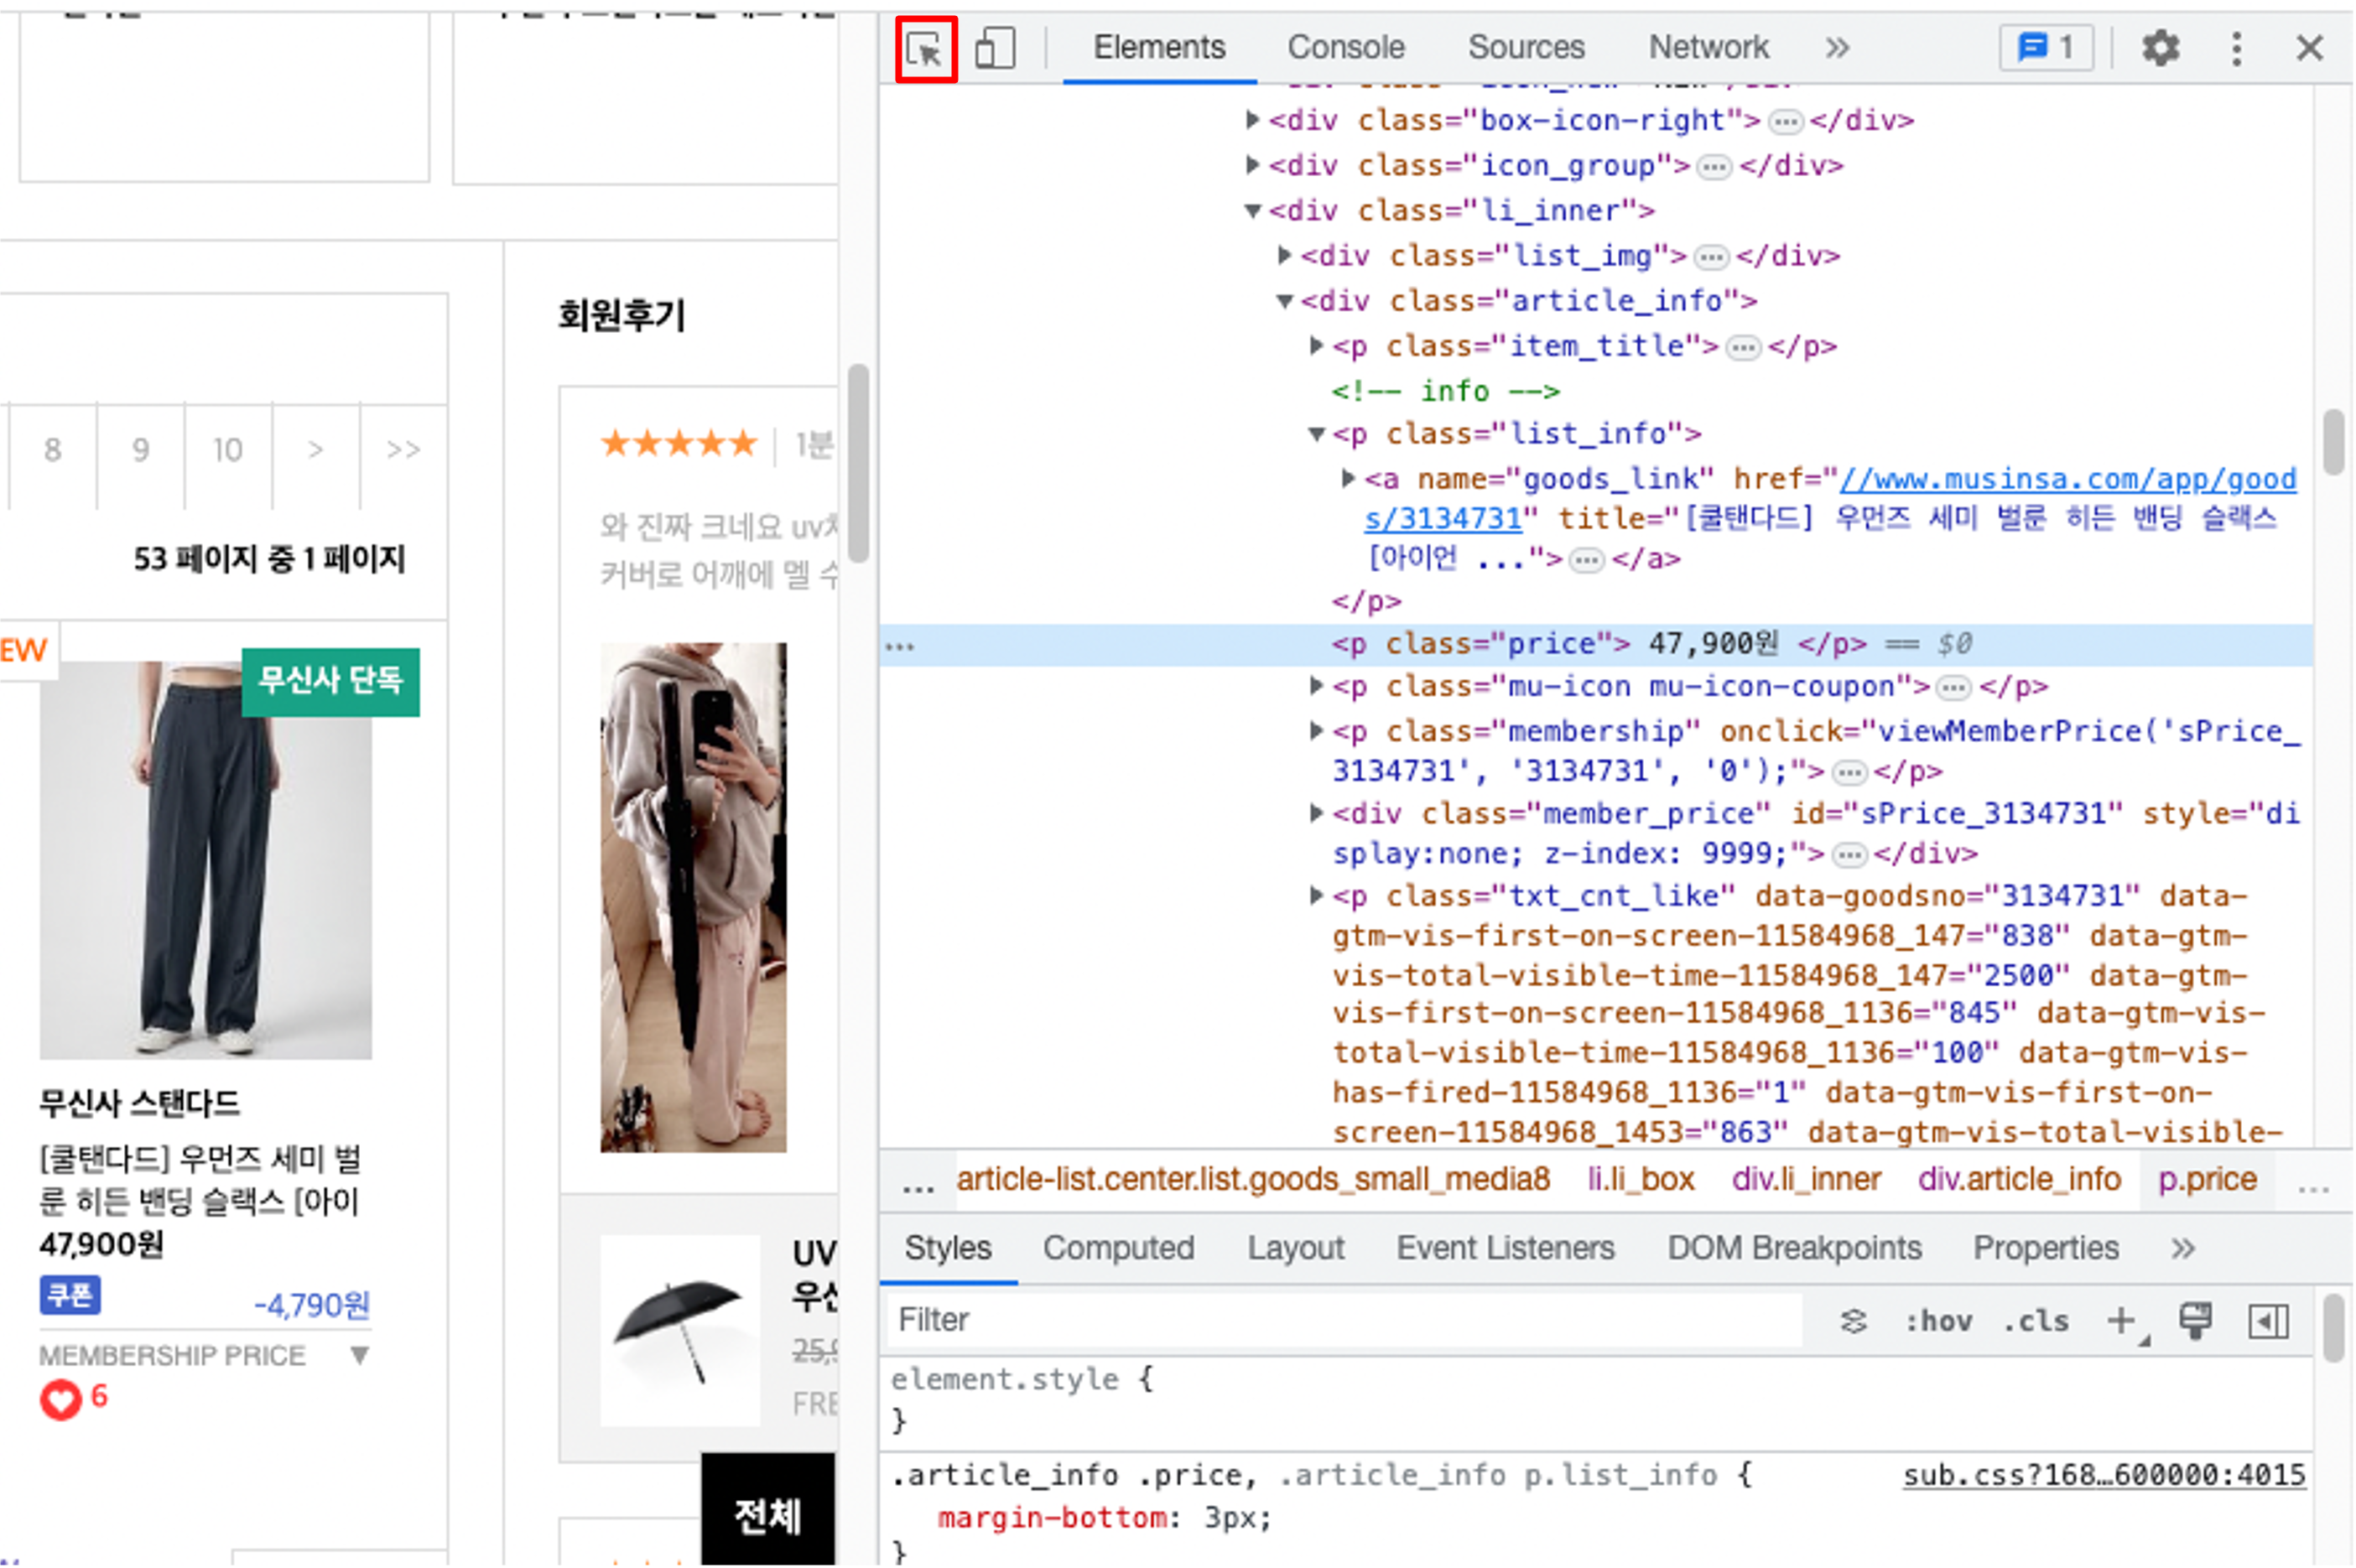 8
9
10
>
>>
53 페이지 중 1 페이지
EW
무신사 단독
무신사 스탠다드
[쿨탠다드] 우먼즈 세미 벌
룬 히든 밴딩 슬랙스 [아이
47,900원
쿠폰
-4,790원
MEMBERSHIP PRICE ▼
6
회원후기
★★★★★ | 1분
와 진짜 크네요 uv차
커버로 어깨에 멜 수
UV
우산
25,9
FRE
전체
Elements
Console
Sources
Network
»
1
<div class="box-icon-right">…</div>
<div class="icon_group">…</div>
<div class="li_inner">
<div class="list_img">…</div>
<div class="article_info">
<p class="item_title">…</p>
<!-- info -->
<p class="list_info">
<a name="goods_link" href="//www.musinsa.com/app/good
s/3134731" title="[쿨탠다드] 우먼즈 세미 벌룬 히든 밴딩 슬랙스
[아이언 ...">…</a>
</p>
… <p class="price"> 47,900원 </p> == $0
<p class="mu-icon mu-icon-coupon">…</p>
<p class="membership" onclick="viewMemberPrice('sPrice_
3134731', '3134731', '0');">…</p>
<div class="member_price" id="sPrice_3134731" style="di
splay:none; z-index: 9999;">…</div>
<p class="txt_cnt_like" data-goodsno="3134731" data-
gtm-vis-first-on-screen-11584968_147="838" data-gtm-
vis-total-visible-time-11584968_147="2500" data-gtm-
vis-first-on-screen-11584968_1136="845" data-gtm-vis-
total-visible-time-11584968_1136="100" data-gtm-vis-
has-fired-11584968_1136="1" data-gtm-vis-first-on-
screen-11584968_1453="863" data-gtm-vis-total-visible-
… article-list.center.list.goods_small_media8 li.li_box div.li_inner div.article_info p.price …
Styles
Computed
Layout
Event Listeners
DOM Breakpoints
Properties
»
Filter
:hov .cls +
element.style {
}
.article_info .price, .article_info p.list_info { sub.css?168…600000:4015
margin-bottom: 3px;
}